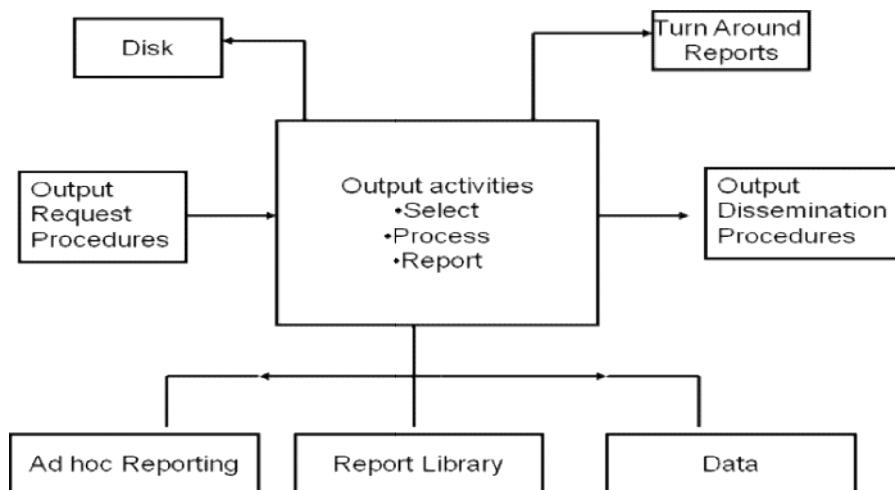 Disk
Turn Around
Reports
Output
Request
Procedures
Output activities
•Select
•Process
•Report
Output
Dissemination
Procedures
Ad hoc Reporting
Report Library
Data